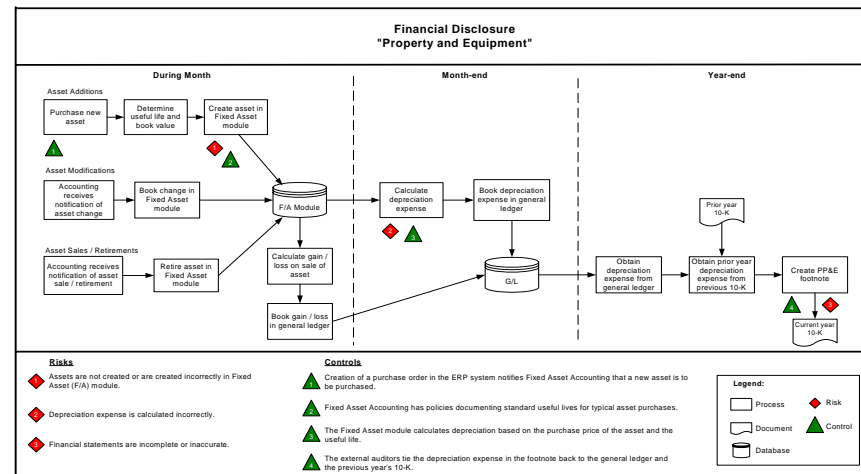 Financial Disclosure
"Property and Equipment"
During Month
Month-end
Year-end
Asset Additions
Purchase new
asset
Determine
useful life and
book value
Create asset in
Fixed Asset
module
1
1
2
Asset Modifications
Accounting
receives
notification of
asset change
Book change in
Fixed Asset
module
F/A Module
Calculate
depreciation
expense
Book depreciation
expense in general
ledger
2
3
Prior year
10-K
Asset Sales / Retirements
Accounting receives
notification of asset
sale / retirement
Retire asset in
Fixed Asset
module
Calculate gain /
loss on sale of
asset
Book gain / loss
in general ledger
G/L
Obtain
depreciation
expense from
general ledger
Obtain prior year
depreciation
expense from
previous 10-K
Create PP&E
footnote
4
3
Current year
10-K
Risks
1
Assets are not created or are created incorrectly in Fixed
Asset (F/A) module.
2
Depreciation expense is calculated incorrectly.
3
Financial statements are incomplete or inaccurate.
Controls
1
Creation of a purchase order in the ERP system notifies Fixed Asset Accounting that a new asset is to
be purchased.
2
Fixed Asset Accounting has policies documenting standard useful lives for typical asset purchases.
3
The Fixed Asset module calculates depreciation based on the purchase price of the asset and the
useful life.
4
The external auditors tie the depreciation expense in the footnote back to the general ledger and
the previous year's 10-K.
Legend:
Process
Risk
Document
Control
Database